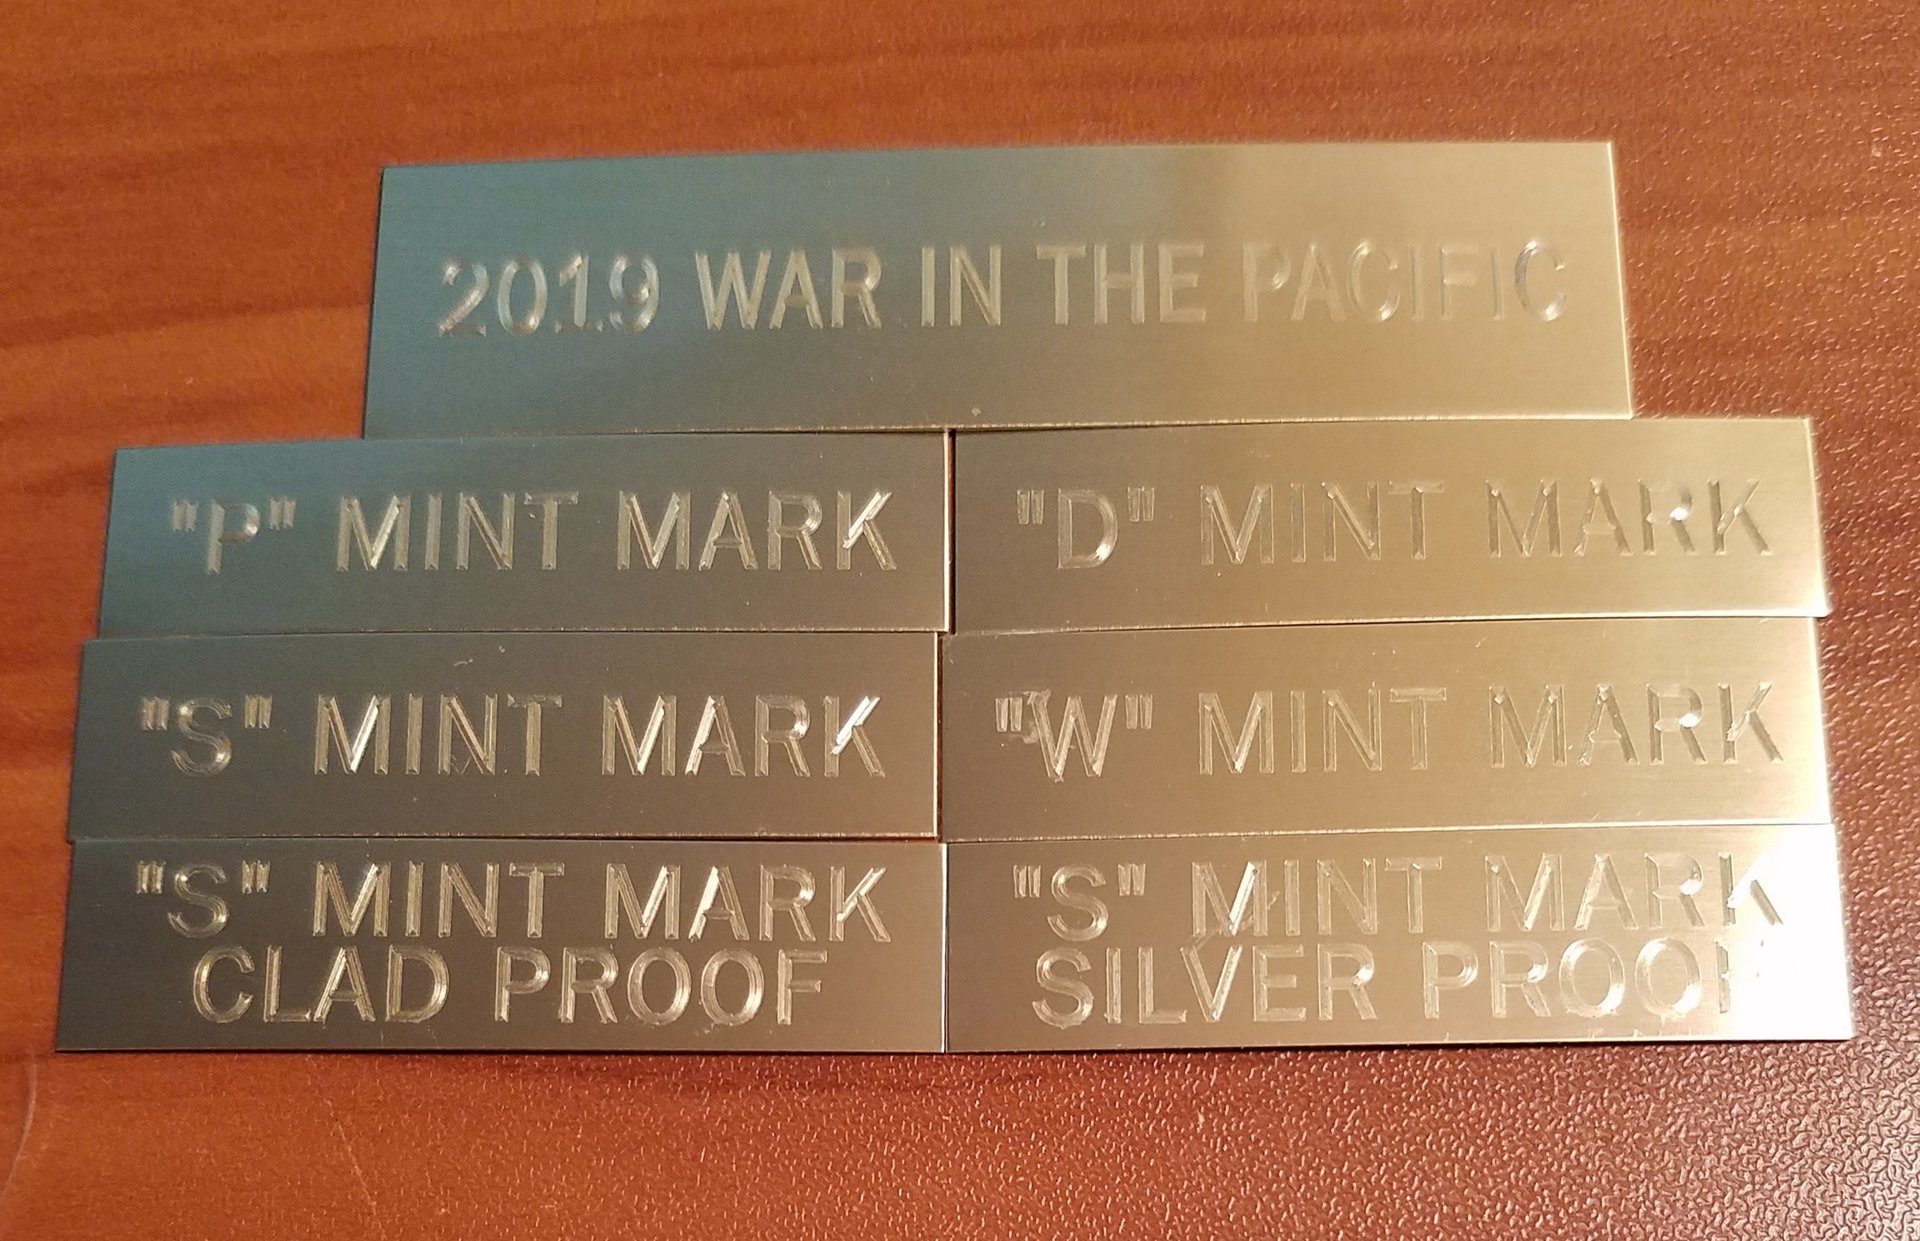 2019 WAR IN THE PACIFIC
"P" MINT MARK
"D" MINT MARK
"S" MINT MARK
"W" MINT MARK
"S" MINT MARK
CLAD PROOF
"S" MINT MARK
SILVER PROOF